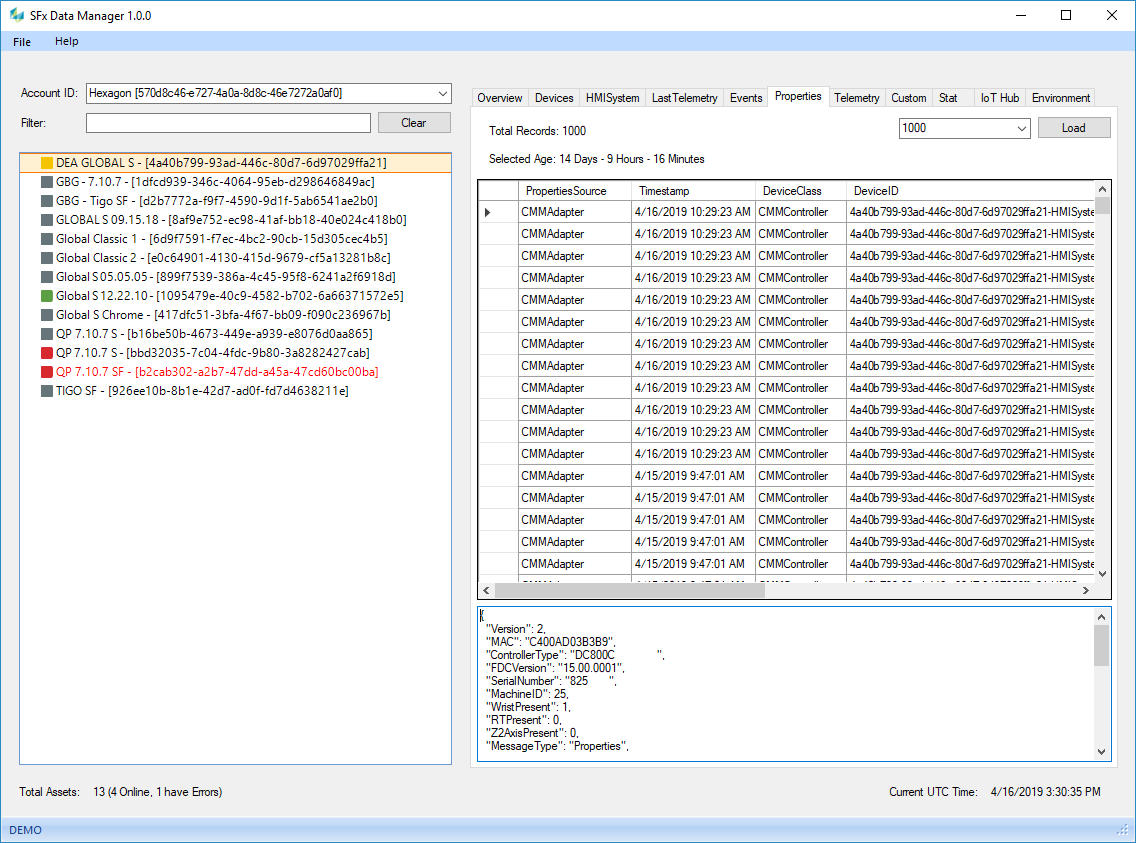 SFx Data Manager 1.0.0
File Help
Account ID: Hexagon [570d8c46-e727-4a0a-8d8c-46e7272a0af0]
Filter: Clear
DEA GLOBAL S - [4a40b799-93ad-446c-80d7-6d97029ffa21]
GBG - 7.10.7 - [1dfcd939-346c-4064-95eb-d298646849ac]
GBG - Tigo SF - [d2b7772a-f9f7-4590-9d1f-5ab6541ae2b0]
GLOBAL S 09.15.18 - [8af9e752-ec98-41af-bb18-40e024c418b0]
Global Classic 1 - [6d9f7591-f7ec-4bc2-90cb-15d305cec4b5]
Global Classic 2 - [e0c64901-4130-415d-9679-cf5a13281b8c]
Global S 05.05.05 - [899f7539-386a-4c45-95f8-6241a2f6918d]
Global S 12.22.10 - [1095479e-40c9-4582-b702-6a66371572e5]
Global S Chrome - [417dfc51-3bfa-4f67-bb09-f090c236967b]
QP 7.10.7 S - [b16be50b-4673-449e-a939-e8076d0aa865]
QP 7.10.7 S - [bbd32035-7c04-4fdc-9b80-3a8282427cab]
QP 7.10.7 SF - [b2cab302-a2b7-47dd-a45a-47cd60bc00ba]
TIGO SF - [926ee10b-8b1e-42d7-ad0f-fd7d4638211e]
Overview Devices HMISystem LastTelemetry Events Properties Telemetry Custom Stat IoT Hub Environment
Total Records: 1000 1000 Load
Selected Age: 14 Days - 9 Hours - 16 Minutes
PropertiesSource Timestamp DeviceClass DeviceID
CMMAdapter 4/16/2019 10:29:23 AM CMMController 4a40b799-93ad-446c-80d7-6d97029ffa21-HMISyste
CMMAdapter 4/16/2019 10:29:23 AM CMMController 4a40b799-93ad-446c-80d7-6d97029ffa21-HMISyste
CMMAdapter 4/16/2019 10:29:23 AM CMMController 4a40b799-93ad-446c-80d7-6d97029ffa21-HMISyste
CMMAdapter 4/16/2019 10:29:23 AM CMMController 4a40b799-93ad-446c-80d7-6d97029ffa21-HMISyste
CMMAdapter 4/16/2019 10:29:23 AM CMMController 4a40b799-93ad-446c-80d7-6d97029ffa21-HMISyste
CMMAdapter 4/16/2019 10:29:23 AM CMMController 4a40b799-93ad-446c-80d7-6d97029ffa21-HMISyste
CMMAdapter 4/16/2019 10:29:23 AM CMMController 4a40b799-93ad-446c-80d7-6d97029ffa21-HMISyste
CMMAdapter 4/16/2019 10:29:23 AM CMMController 4a40b799-93ad-446c-80d7-6d97029ffa21-HMISyste
CMMAdapter 4/16/2019 10:29:23 AM CMMController 4a40b799-93ad-446c-80d7-6d97029ffa21-HMISyste
CMMAdapter 4/16/2019 10:29:23 AM CMMController 4a40b799-93ad-446c-80d7-6d97029ffa21-HMISyste
CMMAdapter 4/16/2019 10:29:23 AM CMMController 4a40b799-93ad-446c-80d7-6d97029ffa21-HMISyste
CMMAdapter 4/16/2019 10:29:23 AM CMMController 4a40b799-93ad-446c-80d7-6d97029ffa21-HMISyste
CMMAdapter 4/15/2019 9:47:01 AM CMMController 4a40b799-93ad-446c-80d7-6d97029ffa21-HMISyste
CMMAdapter 4/15/2019 9:47:01 AM CMMController 4a40b799-93ad-446c-80d7-6d97029ffa21-HMISyste
CMMAdapter 4/15/2019 9:47:01 AM CMMController 4a40b799-93ad-446c-80d7-6d97029ffa21-HMISyste
CMMAdapter 4/15/2019 9:47:01 AM CMMController 4a40b799-93ad-446c-80d7-6d97029ffa21-HMISyste
CMMAdapter 4/15/2019 9:47:01 AM CMMController 4a40b799-93ad-446c-80d7-6d97029ffa21-HMISyste
{
"Version": 2,
"MAC": "C400AD03B3B9",
"ControllerType": "DC800C ",
"FDCVersion": "15.00.0001",
"SerialNumber": "825 ",
"MachineID": 25,
"WristPresent": 1,
"RTPresent": 0,
"Z2AxisPresent": 0,
"MessageType": "Properties",
Total Assets: 13 (4 Online, 1 have Errors) Current UTC Time: 4/16/2019 3:30:35 PM
DEMO